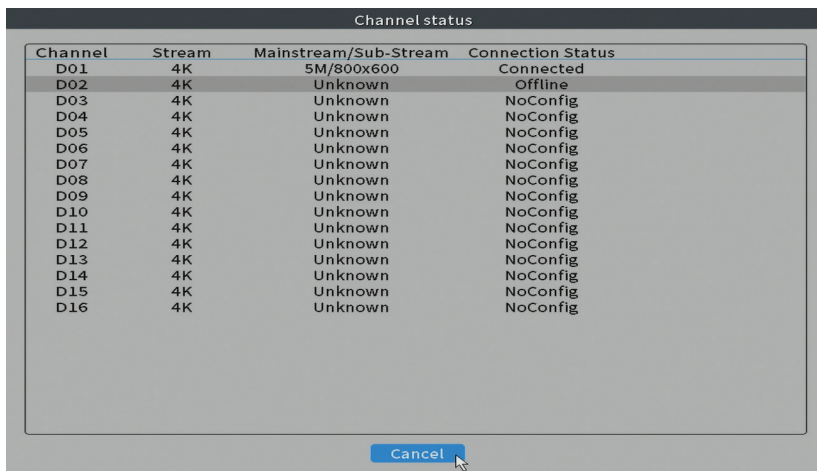 Channel status
Channel Stream Mainstream/Sub-Stream Connection Status
D01 4K 5M/800x600 Connected
D02 4K Unknown Offline
D03 4K Unknown NoConfig
D04 4K Unknown NoConfig
D05 4K Unknown NoConfig
D06 4K Unknown NoConfig
D07 4K Unknown NoConfig
D08 4K Unknown NoConfig
D09 4K Unknown NoConfig
D10 4K Unknown NoConfig
D11 4K Unknown NoConfig
D12 4K Unknown NoConfig
D13 4K Unknown NoConfig
D14 4K Unknown NoConfig
D15 4K Unknown NoConfig
D16 4K Unknown NoConfig
Cancel